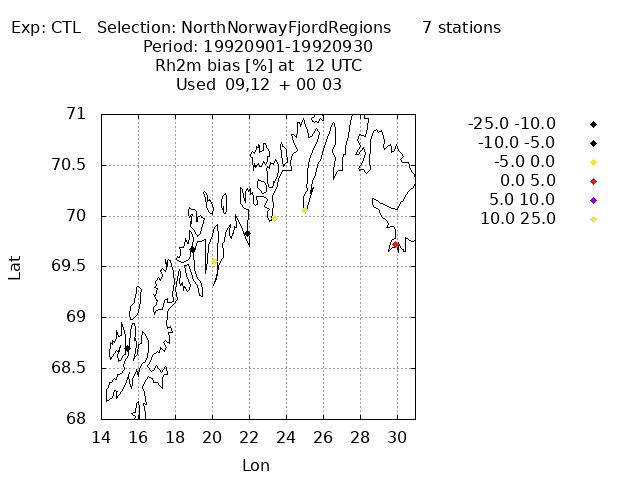 Exp: CTL   Selection: NorthNorwayFjordRegions      7 stations
Period: 19920901-19920930
Rh2m bias [%] at  12 UTC
Used  09,12  + 00 03
-25.0 -10.0
-10.0 -5.0
-5.0 0.0
0.0 5.0
5.0 10.0
10.0 25.0
71
70.5
70
69.5
69
68.5
68
Lat
14 16 18 20 22 24 26 28 30
Lon